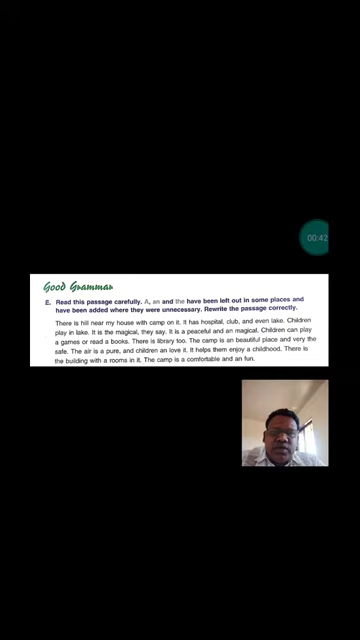 00:42
Good Grammar
E. Read this passage carefully. A, an and the have been left out in some places and
have been added where they were unnecessary. Rewrite the passage correctly.
There is hill near my house with camp on it. It has hospital, club, and even lake. Children
play in lake. It is the magical, they say. It is a peaceful and an magical. Children can play
a games or read a books. There is library too. The camp is an beautiful place and very the
safe. The air is a pure, and children an love it. It helps them enjoy a childhood. There is
the building with a rooms in it. The camp is a comfortable and an fun.